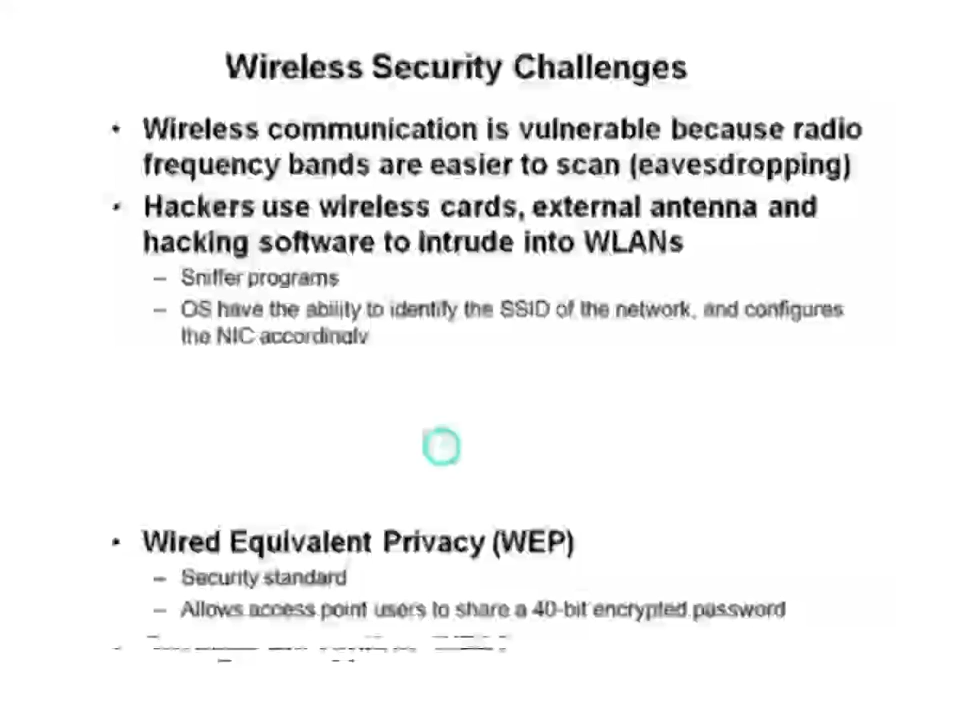 Wireless Security Challenges
• Wireless communication is vulnerable because radio
frequency bands are easier to scan (eavesdropping)
• Hackers use wireless cards, external antenna and
hacking software to intrude into WLANs
– Sniffer programs
– OS have the ability to identify the SSID of the network, and configures
the NIC accordingly
• Wired Equivalent Privacy (WEP)
– Security standard
– Allows access point users to share a 40-bit encrypted password